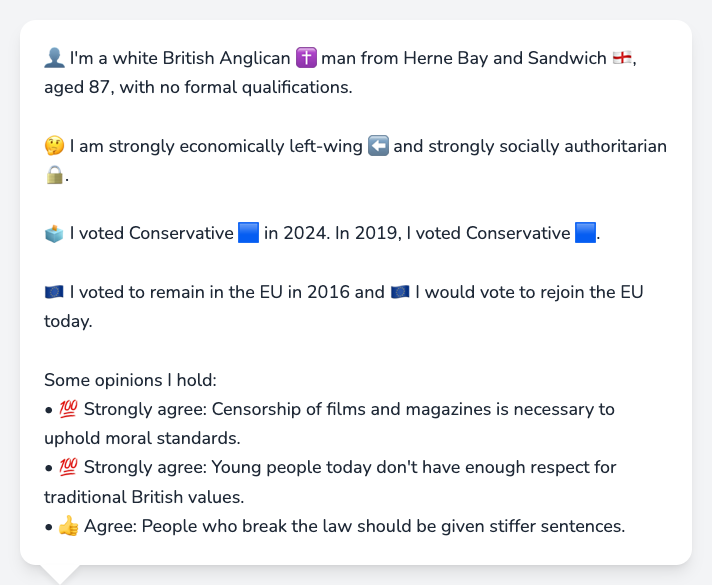 👤 I'm a white British Anglican ✝️ man from Herne Bay and Sandwich 🏴󠁧󠁢󠁥󠁮󠁧󠁿,
aged 87, with no formal qualifications.
🤔 I am strongly economically left-wing ⬅️ and strongly socially authoritarian
🔒.
🗳️ I voted Conservative 🟦 in 2024. In 2019, I voted Conservative 🟦.
🇪🇺 I voted to remain in the EU in 2016 and 🇪🇺 I would vote to rejoin the EU
today.
Some opinions I hold:
• 💯 Strongly agree: Censorship of films and magazines is necessary to
uphold moral standards.
• 💯 Strongly agree: Young people today don't have enough respect for
traditional British values.
• 👍 Agree: People who break the law should be given stiffer sentences.